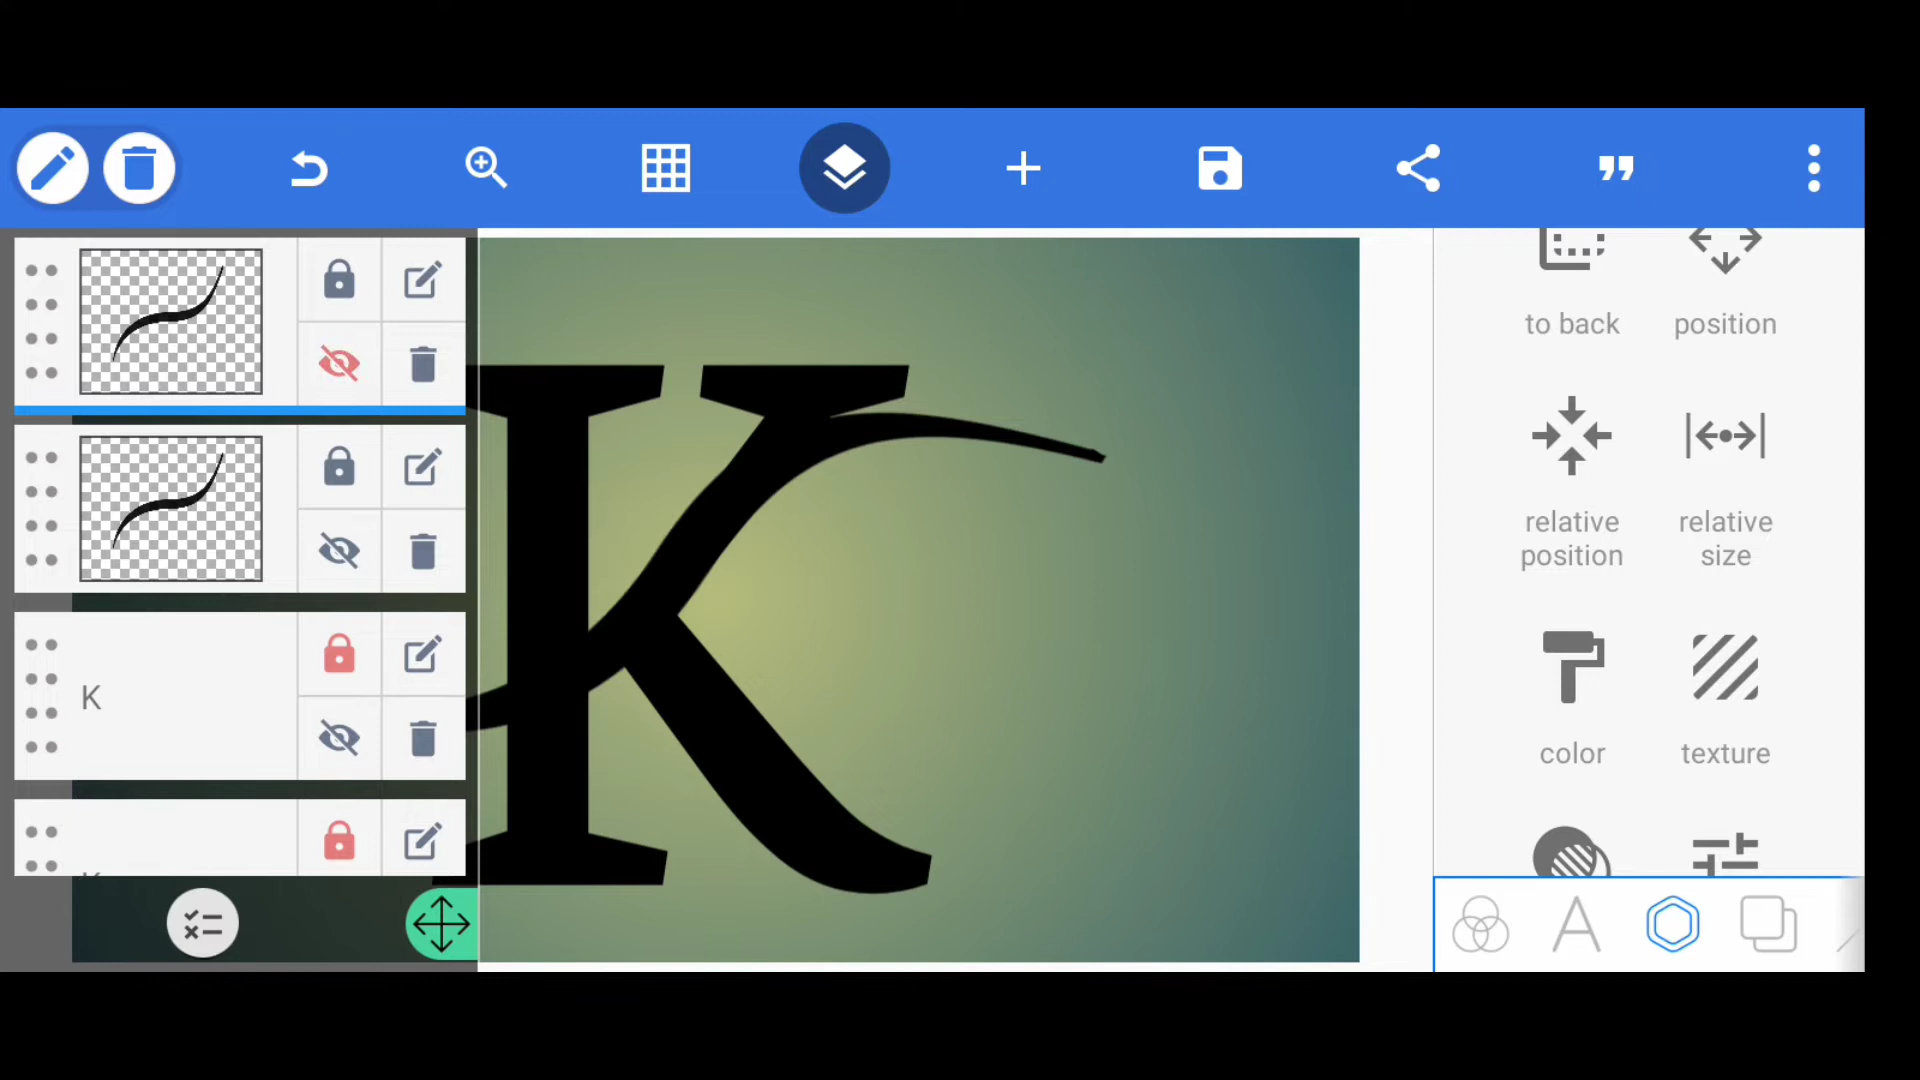 to back
position
K
relative
position
relative
size
K
color
texture